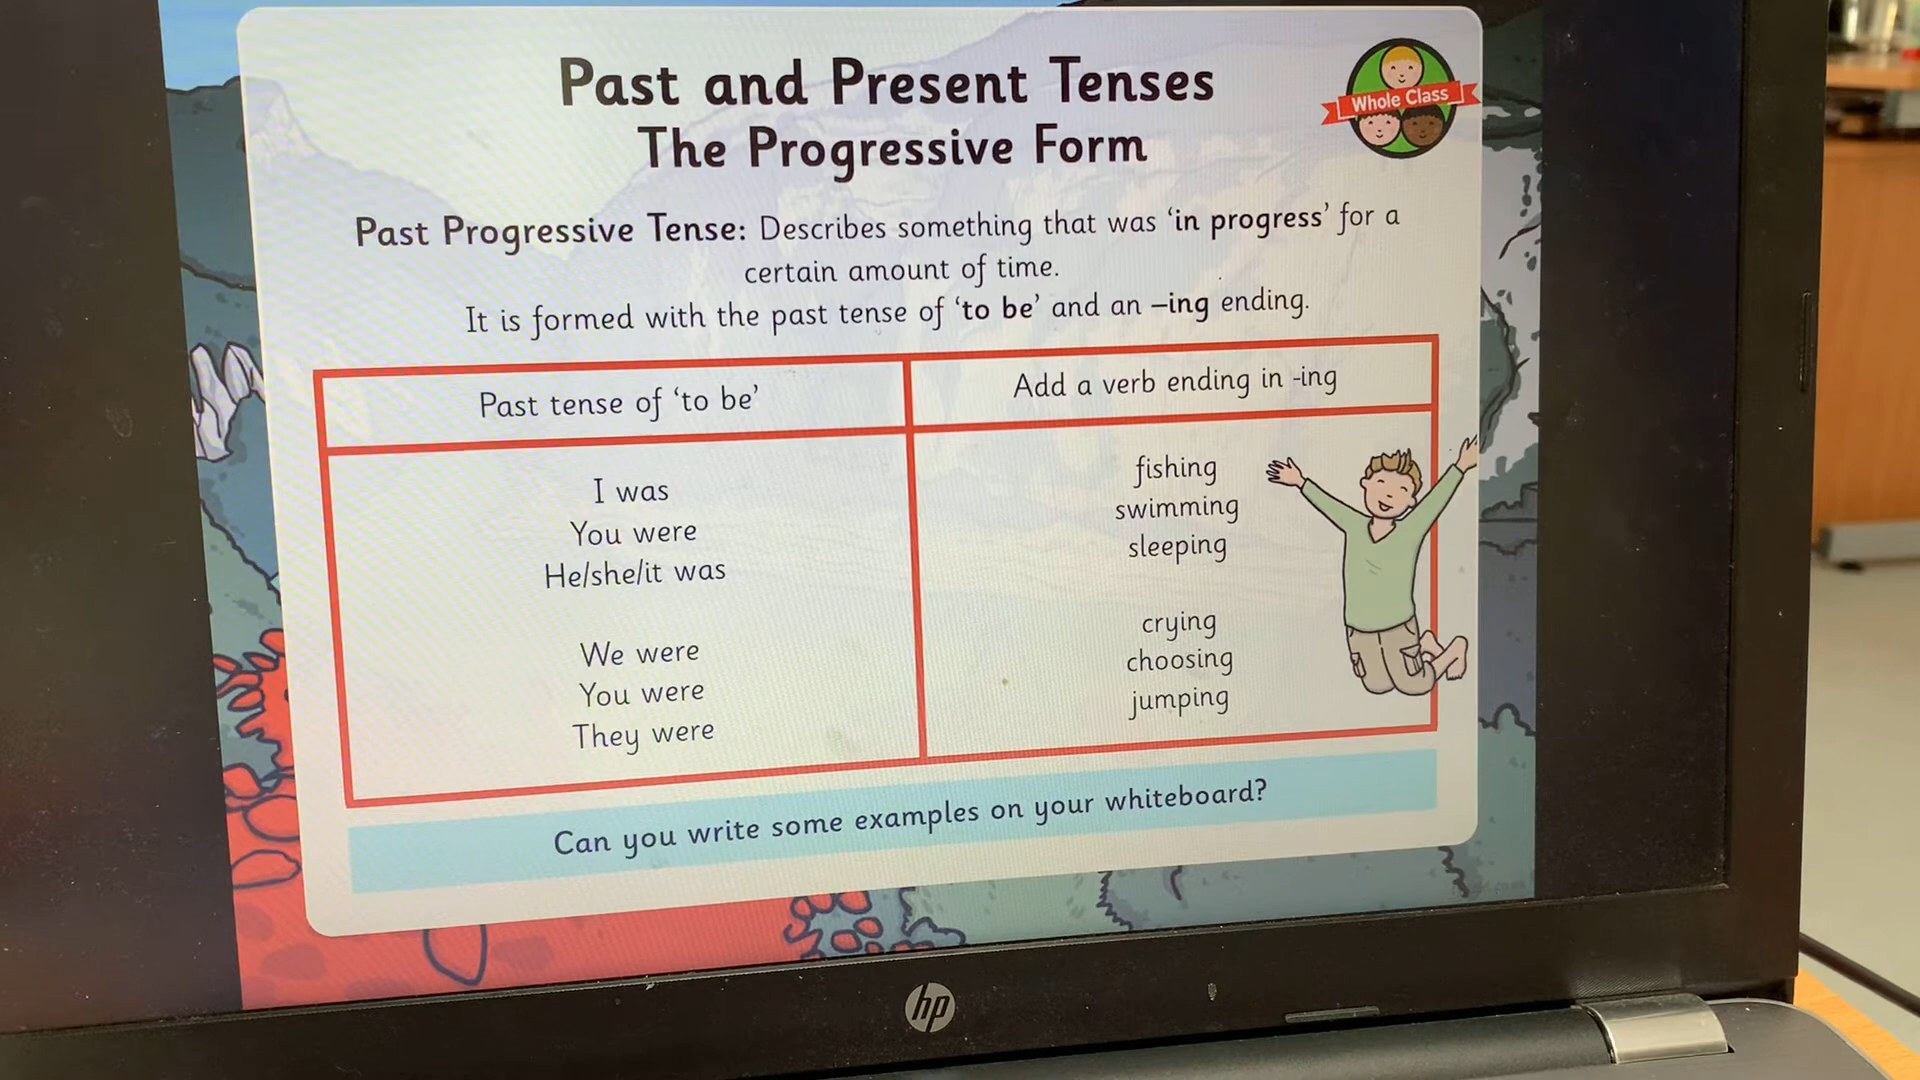 Past and Present Tenses
The Progressive Form
Whole Class
Past Progressive Tense: Describes something that was ‘in progress’ for a
certain amount of time.
It is formed with the past tense of ‘to be’ and an –ing ending.
Past tense of ‘to be’
Add a verb ending in -ing
I was
You were
He/she/it was
We were
You were
They were
fishing
swimming
sleeping
crying
choosing
jumping
Can you write some examples on your whiteboard?
hp